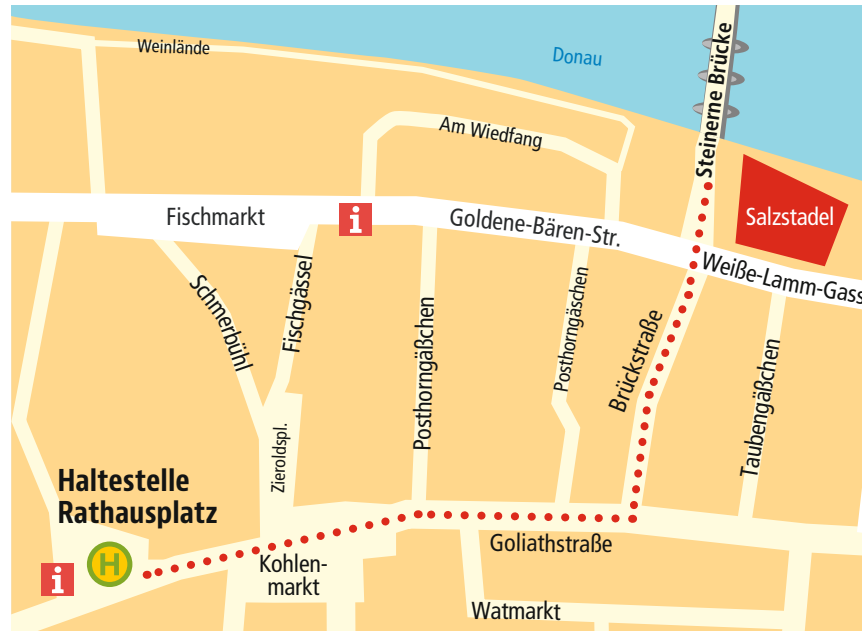 Weinlände
Donau
Am Wiedfang
Steinerne Brücke
Fischmarkt
i
Goldene-Bären-Str.
Salzstadel
Weiße-Lamm-Gass
Schmerbühl
Fischgässel
Posthorngäßchen
Posthorngäschen
Brückstraße
Taubengäßchen
Zieroldspl.
Haltestelle
Rathausplatz
H
i
Kohlen-
markt
Goliathstraße
Watmarkt